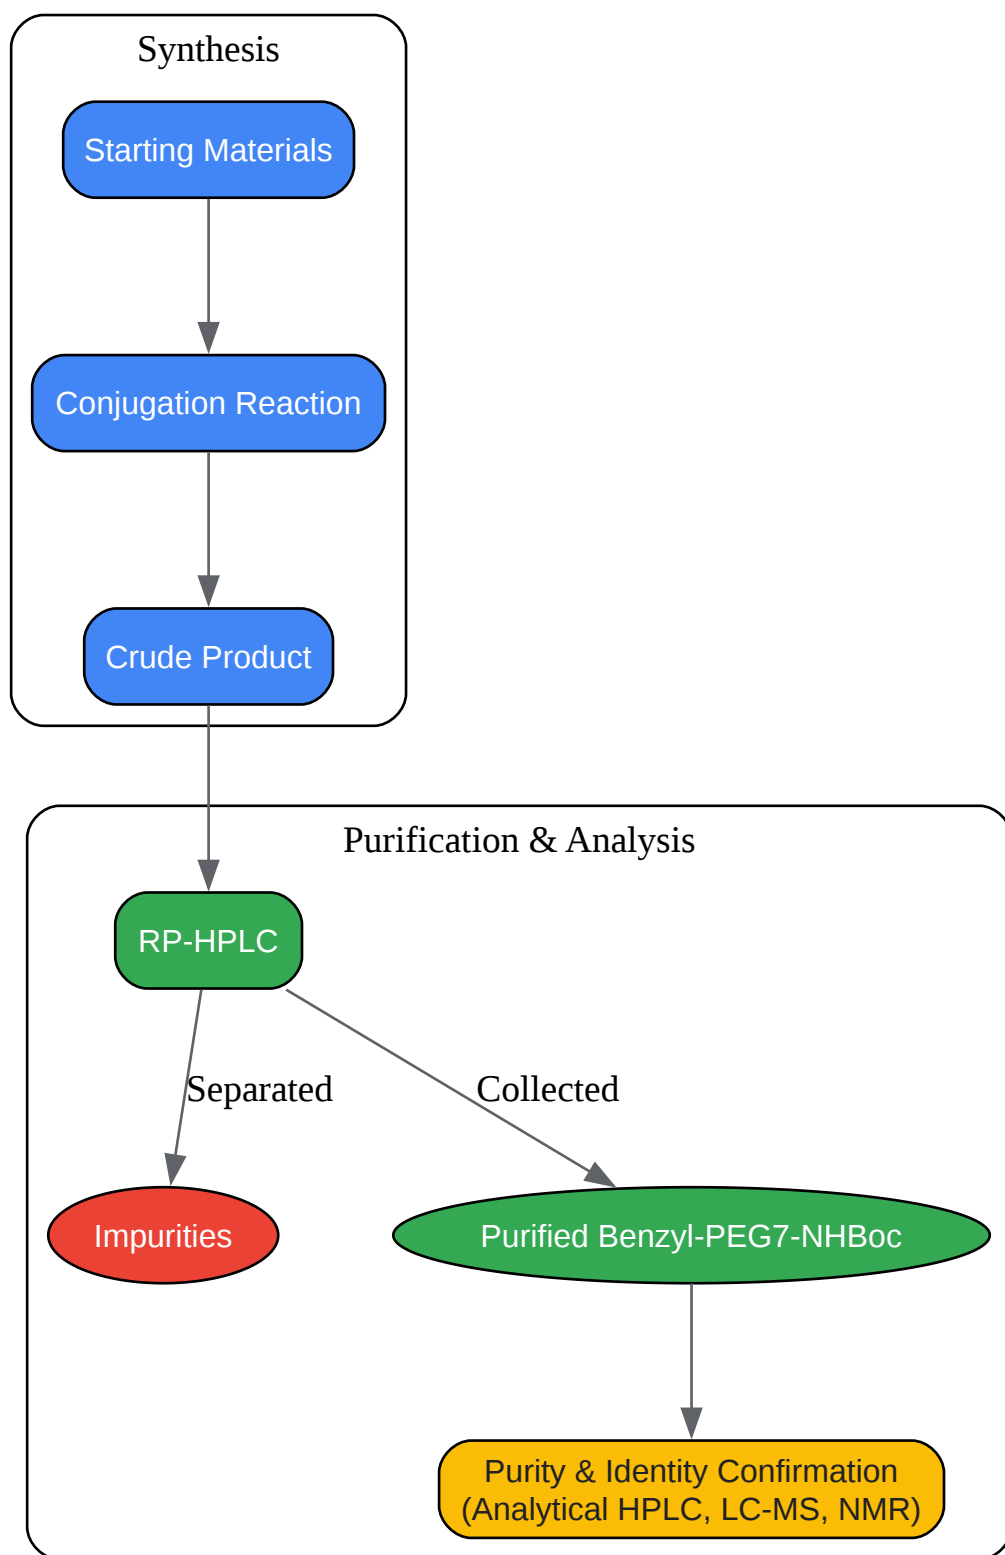 Synthesis
Starting Materials
Conjugation Reaction
Crude Product
Purification & Analysis
RP-HPLC
Separated
Collected
Impurities
Purified Benzyl-PEG7-NHBoc
Purity & Identity Confirmation
(Analytical HPLC, LC-MS, NMR)